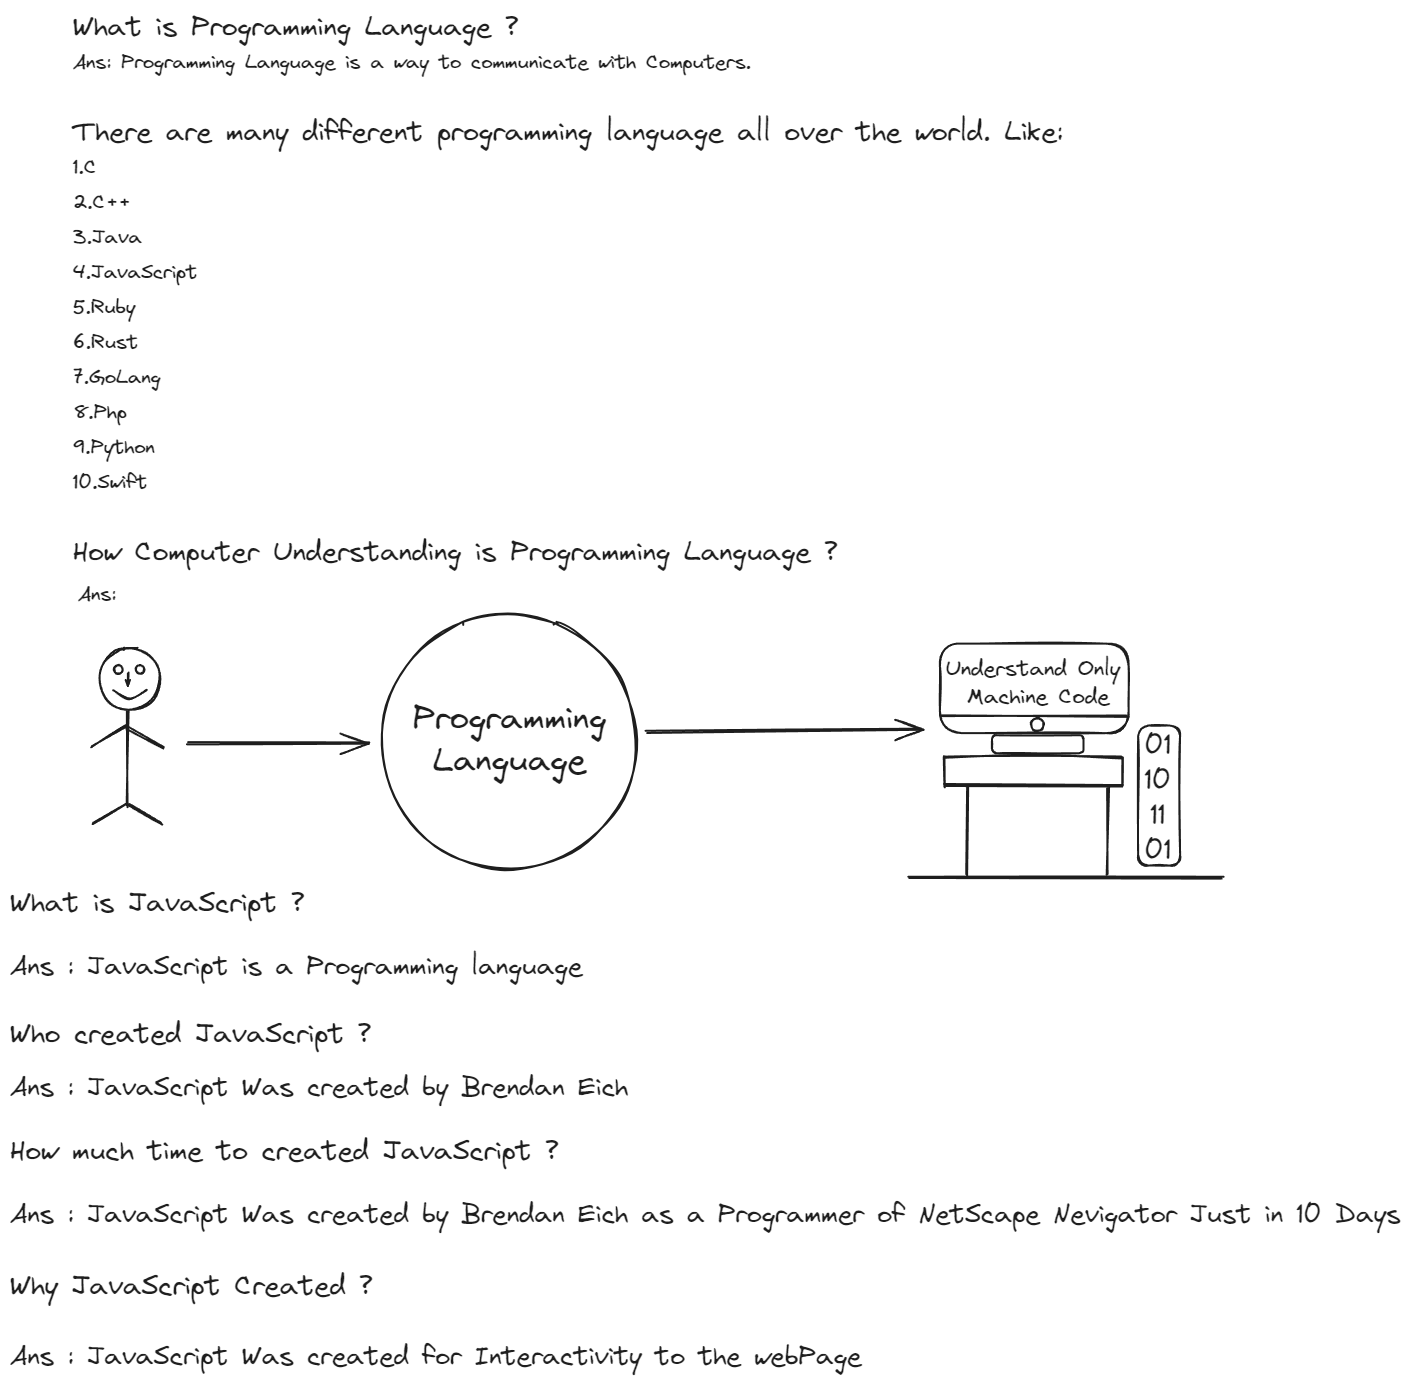 What is Programming Language ?
Ans: Programming Language is a way to communicate with Computers.
There are many different programming language all over the world. Like:
1.C
2.C++
3.Java
4.JavaScript
5.Ruby
6.Rust
7.GoLang
8.Php
9.Python
10.Swift
How Computer Understanding is Programming Language ?
Ans:
Programming
Language
Understand Only
Machine Code
01
10
11
01
What is JavaScript ?
Ans : JavaScript is a Programming language
Who created JavaScript ?
Ans : JavaScript Was created by Brendan Eich
How much time to created JavaScript ?
Ans : JavaScript Was created by Brendan Eich as a Programmer of NetScape Nevigator Just in 10 Days
Why JavaScript Created ?
Ans : JavaScript Was created for Interactivity to the webPage